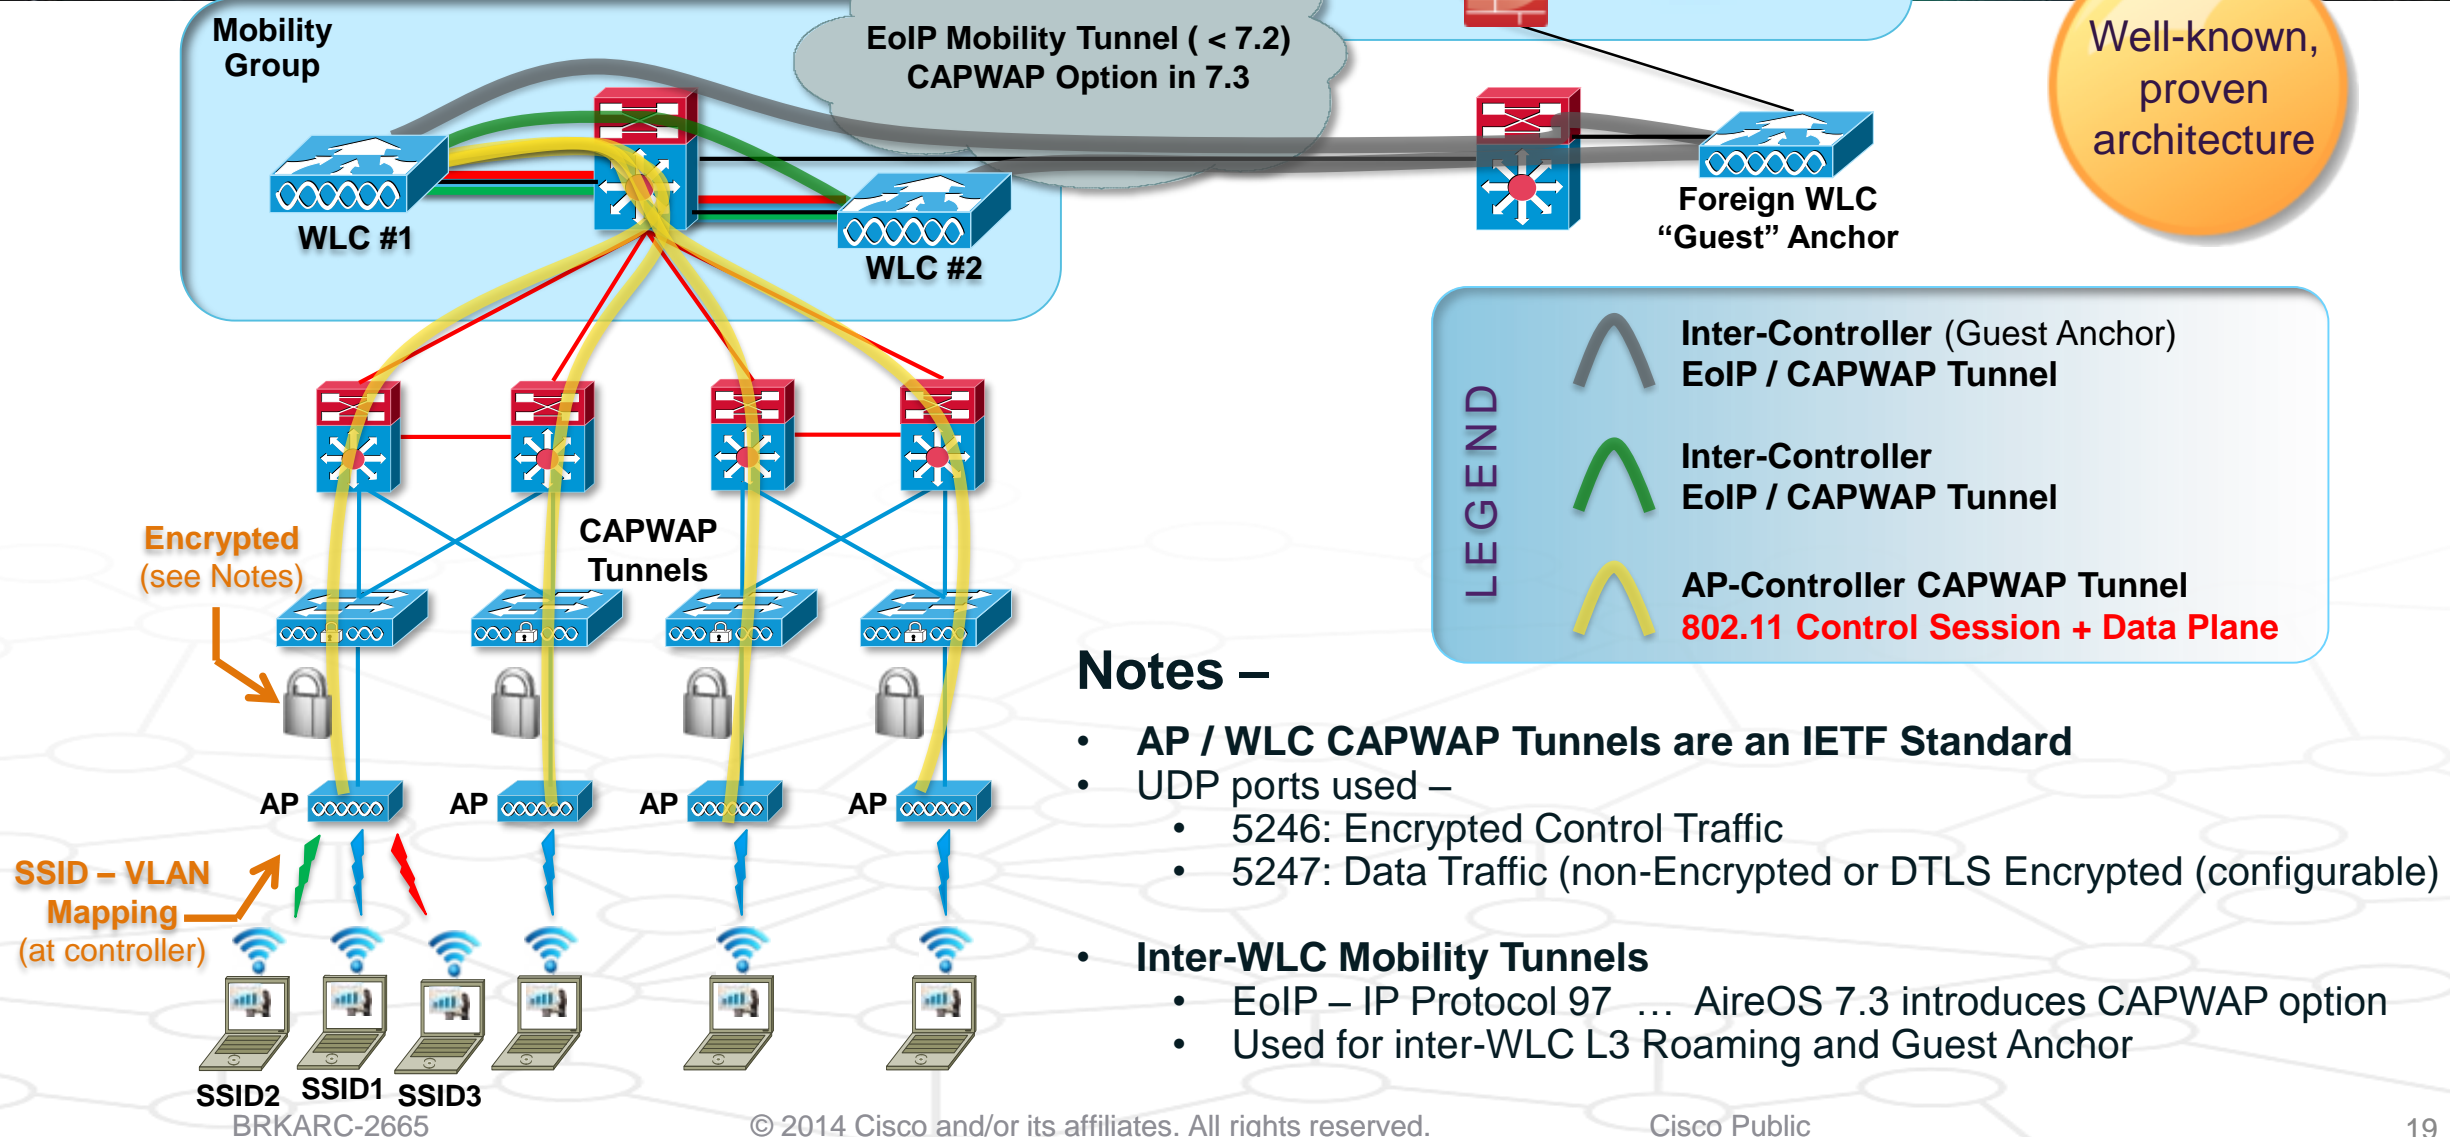 Mobility
Group
EoIP Mobility Tunnel ( < 7.2)
CAPWAP Option in 7.3
Well-known,
proven
architecture
WLC #1
WLC #2
Foreign WLC
“Guest” Anchor
LEGEND
Inter-Controller (Guest Anchor)
EoIP / CAPWAP Tunnel
Inter-Controller
EoIP / CAPWAP Tunnel
AP-Controller CAPWAP Tunnel
802.11 Control Session + Data Plane
Encrypted
(see Notes)
CAPWAP
Tunnels
AP
AP
AP
AP
SSID – VLAN
Mapping
(at controller)
SSID2
SSID1
SSID3
Notes –
• AP / WLC CAPWAP Tunnels are an IETF Standard
• UDP ports used –
• 5246: Encrypted Control Traffic
• 5247: Data Traffic (non-Encrypted or DTLS Encrypted (configurable)
• Inter-WLC Mobility Tunnels
• EoIP – IP Protocol 97 … AireOS 7.3 introduces CAPWAP option
• Used for inter-WLC L3 Roaming and Guest Anchor
BRKARC-2665
© 2014 Cisco and/or its affiliates. All rights reserved.
Cisco Public
19